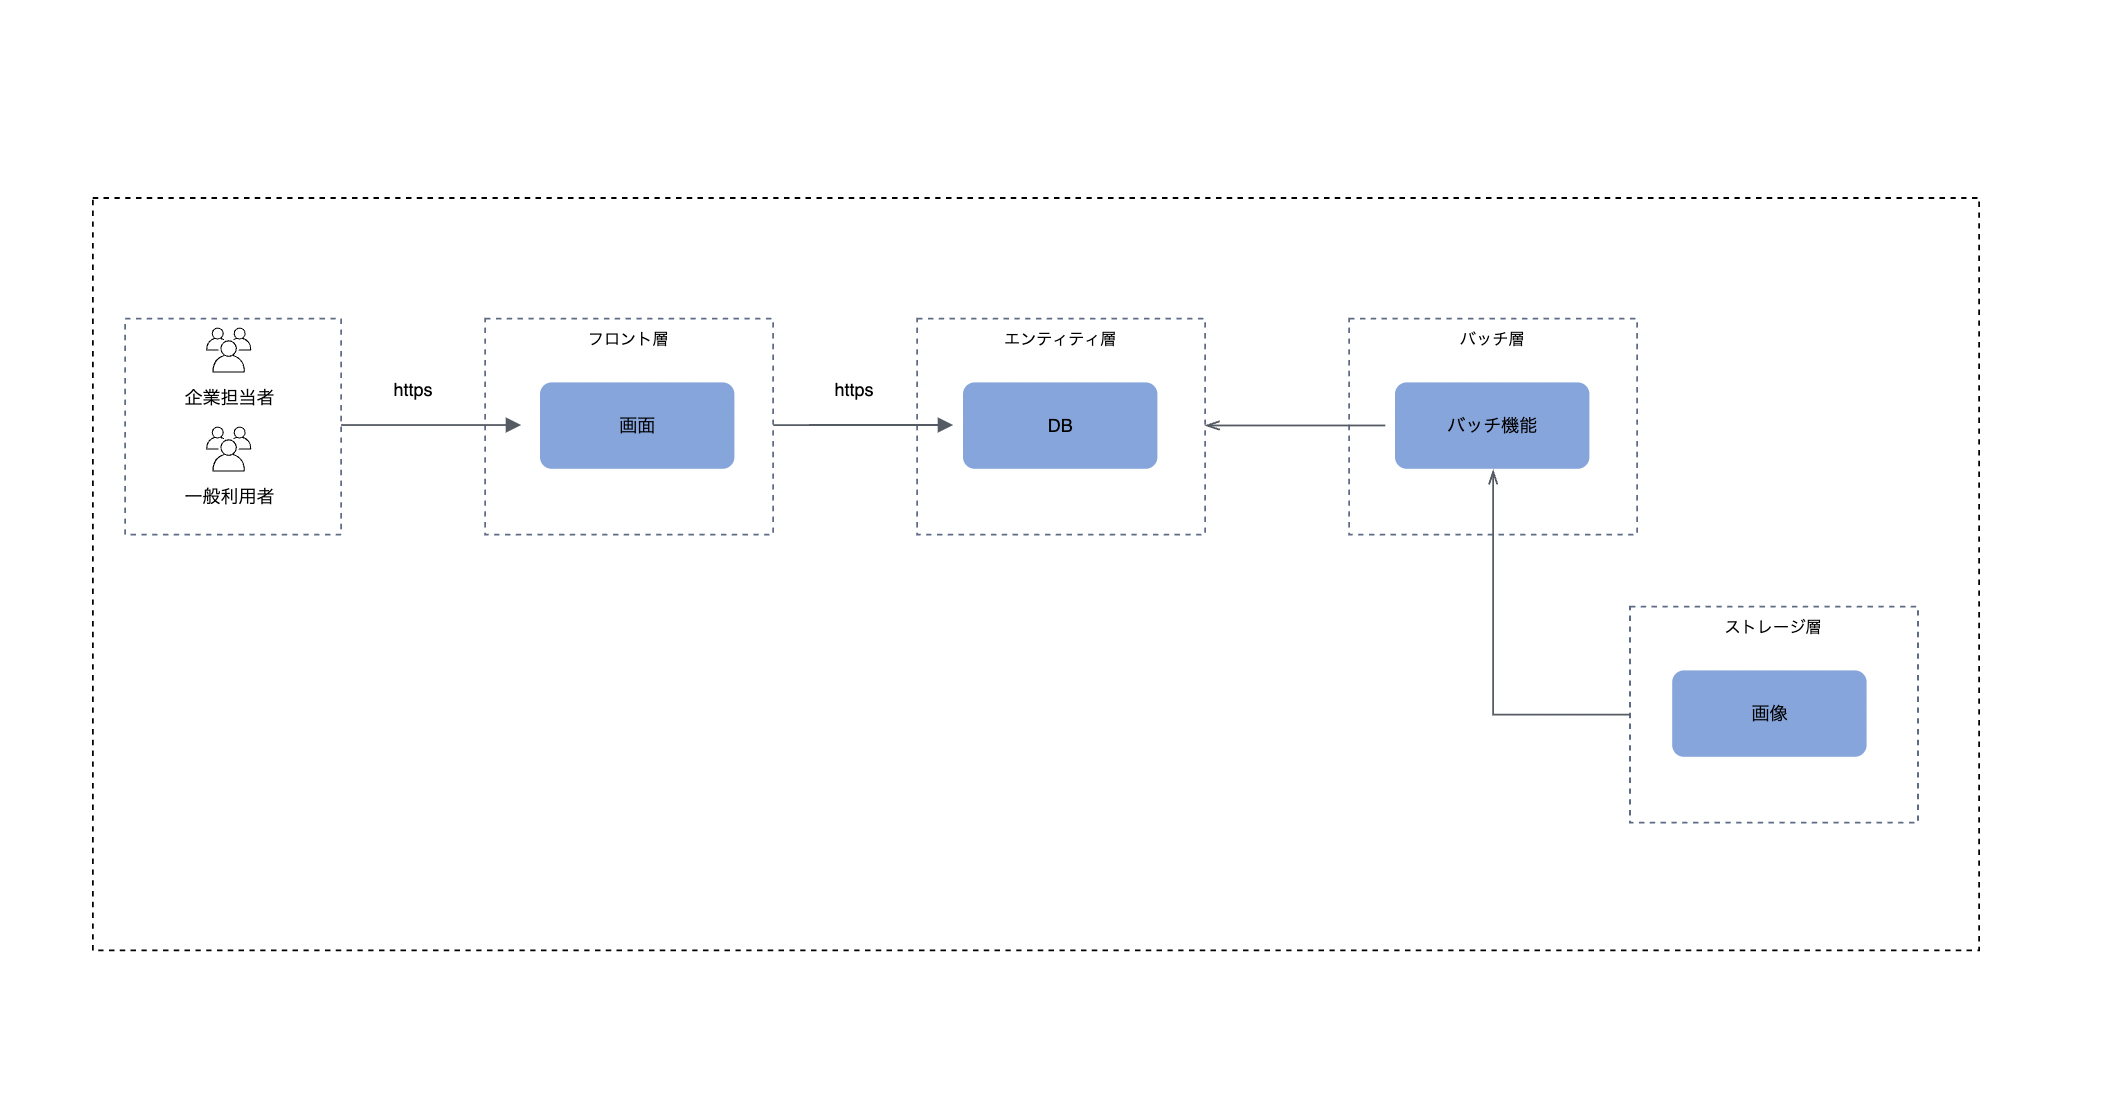 企業担当者
一般利用者
https
フロント層
画面
https
エンティティ層
DB
バッチ層
バッチ機能
ストレージ層
画像